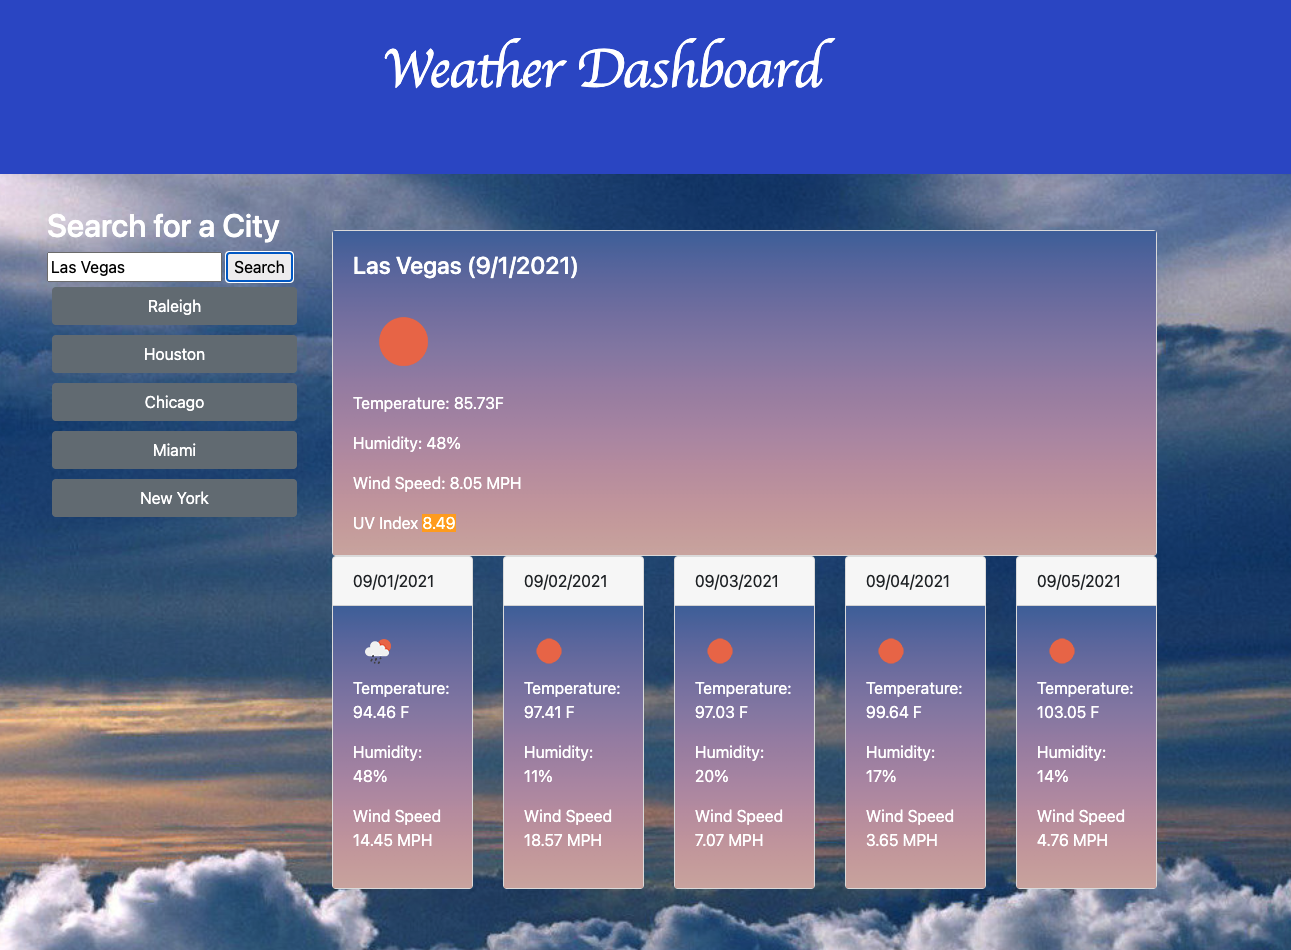 Weather Dashboard
Search for a City
Las Vegas
Search
Raleigh
Houston
Chicago
Miami
New York
Las Vegas (9/1/2021)
Temperature: 85.73F
Humidity: 48%
Wind Speed: 8.05 MPH
UV Index 8.49
09/01/2021
Temperature:
94.46 F
Humidity:
48%
Wind Speed
14.45 MPH
09/02/2021
Temperature:
97.41 F
Humidity:
11%
Wind Speed
18.57 MPH
09/03/2021
Temperature:
97.03 F
Humidity:
20%
Wind Speed
7.07 MPH
09/04/2021
Temperature:
99.64 F
Humidity:
17%
Wind Speed
3.65 MPH
09/05/2021
Temperature:
103.05 F
Humidity:
14%
Wind Speed
4.76 MPH